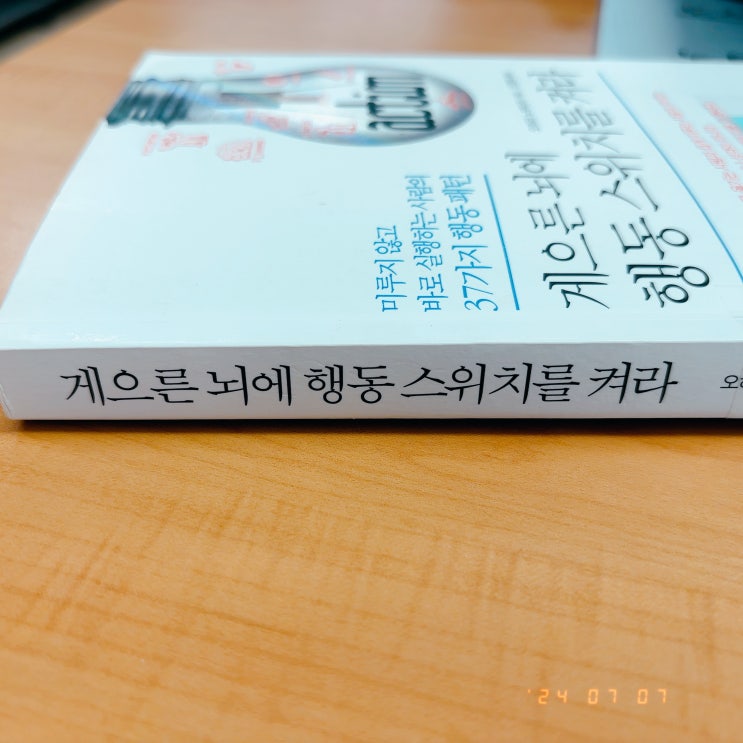 action
미루지 않고
바로 실행하는 사람의
37가지 행동 패턴
게으른 뇌에
행동 스위치를 켜라
게으른 뇌에 행동 스위치를 켜라
'24 07 07